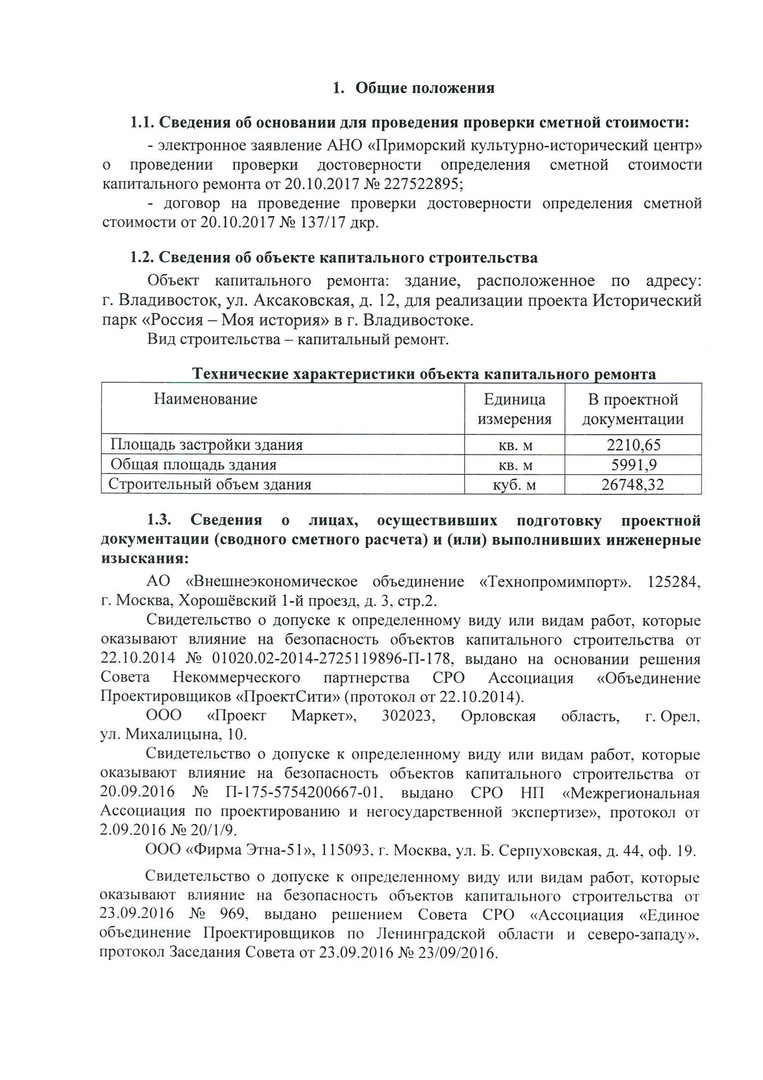 1. Общие положения
1.1. Сведения об основании для проведения проверки сметной стоимости:
- электронное заявление АНО «Приморский культурно-исторический центр»
о проведении проверки достоверности определения сметной стоимости
капитального ремонта от 20.10.2017 № 227522895;
- договор на проведение проверки достоверности определения сметной
стоимости от 20.10.2017 № 137/17 дкр.
1.2. Сведения об объекте капитального строительства
Объект капитального ремонта: здание, расположенное по адресу:
г. Владивосток, ул. Аксаковская, д. 12, для реализации проекта Исторический
парк «Россия – Моя история» в г. Владивостоке.
Вид строительства – капитальный ремонт.
Технические характеристики объекта капитального ремонта
Наименование Единица В проектной
измерения документации
Площадь застройки здания кв. м 2210,65
Общая площадь здания кв. м 5991,9
Строительный объем здания куб. м 26748,32
1.3. Сведения о лицах, осуществивших подготовку проектной
документации (сводного сметного расчета) и (или) выполнивших инженерные
изыскания:
АО «Внешнеэкономическое объединение «Технопромимпорт». 125284,
г. Москва, Хорошёвский 1-й проезд, д. 3, стр.2.
Свидетельство о допуске к определенному виду или видам работ, которые
оказывают влияние на безопасность объектов капитального строительства от
22.10.2014 № 01020.02-2014-2725119896-П-178, выдано на основании решения
Совета Некоммерческого партнерства СРО Ассоциация «Объединение
Проектировщиков «ПроектСити» (протокол от 22.10.2014).
ООО «Проект Маркет», 302023, Орловская область, г. Орел,
ул. Михалицына, 10.
Свидетельство о допуске к определенному виду или видам работ, которые
оказывают влияние на безопасность объектов капитального строительства от
20.09.2016 № П-175-5754200667-01, выдано СРО НП «Межрегиональная
Ассоциация по проектированию и негосударственной экспертизе», протокол от
2.09.2016 № 20/1/9.
ООО «Фирма Этна-51», 115093, г. Москва, ул. Б. Серпуховская, д. 44, оф. 19.
Свидетельство о допуске к определенному виду или видам работ, которые
оказывают влияние на безопасность объектов капитального строительства от
23.09.2016 № 969, выдано решением Совета СРО «Ассоциация «Единое
объединение Проектировщиков по Ленинградской области и северо-западу»,
протокол Заседания Совета от 23.09.2016 № 23/09/2016.